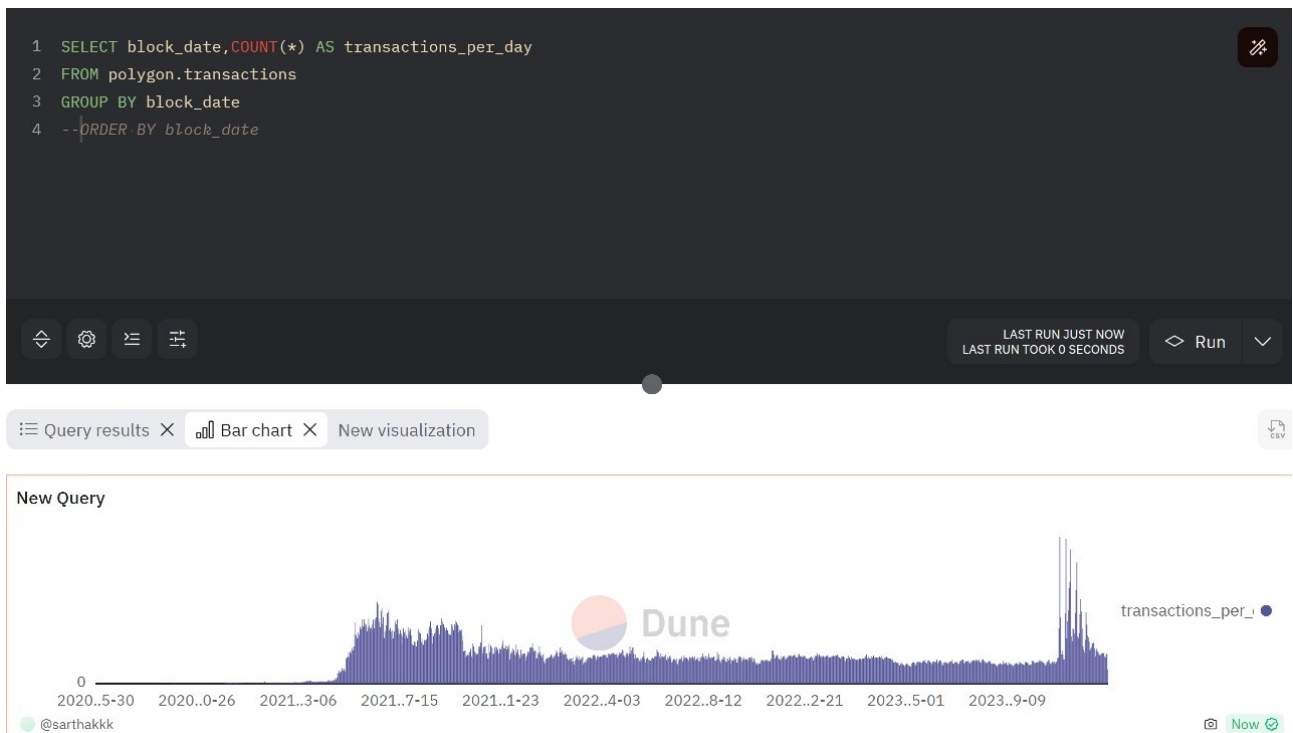 1 SELECT block_date,COUNT(*) AS transactions_per_day
2 FROM polygon.transactions
3 GROUP BY block_date
4 --ORDER BY block_date
LAST RUN JUST NOW
LAST RUN TOOK 0 SECONDS
Run
Query results
Bar chart
New visualization
CSV
New Query
Dune
transactions_per_
0
2020..5-30 2020..0-26 2021..3-06 2021..7-15 2021..1-23 2022..4-03 2022..8-12 2022..2-21 2023..5-01 2023..9-09
@sarthakkk
Now